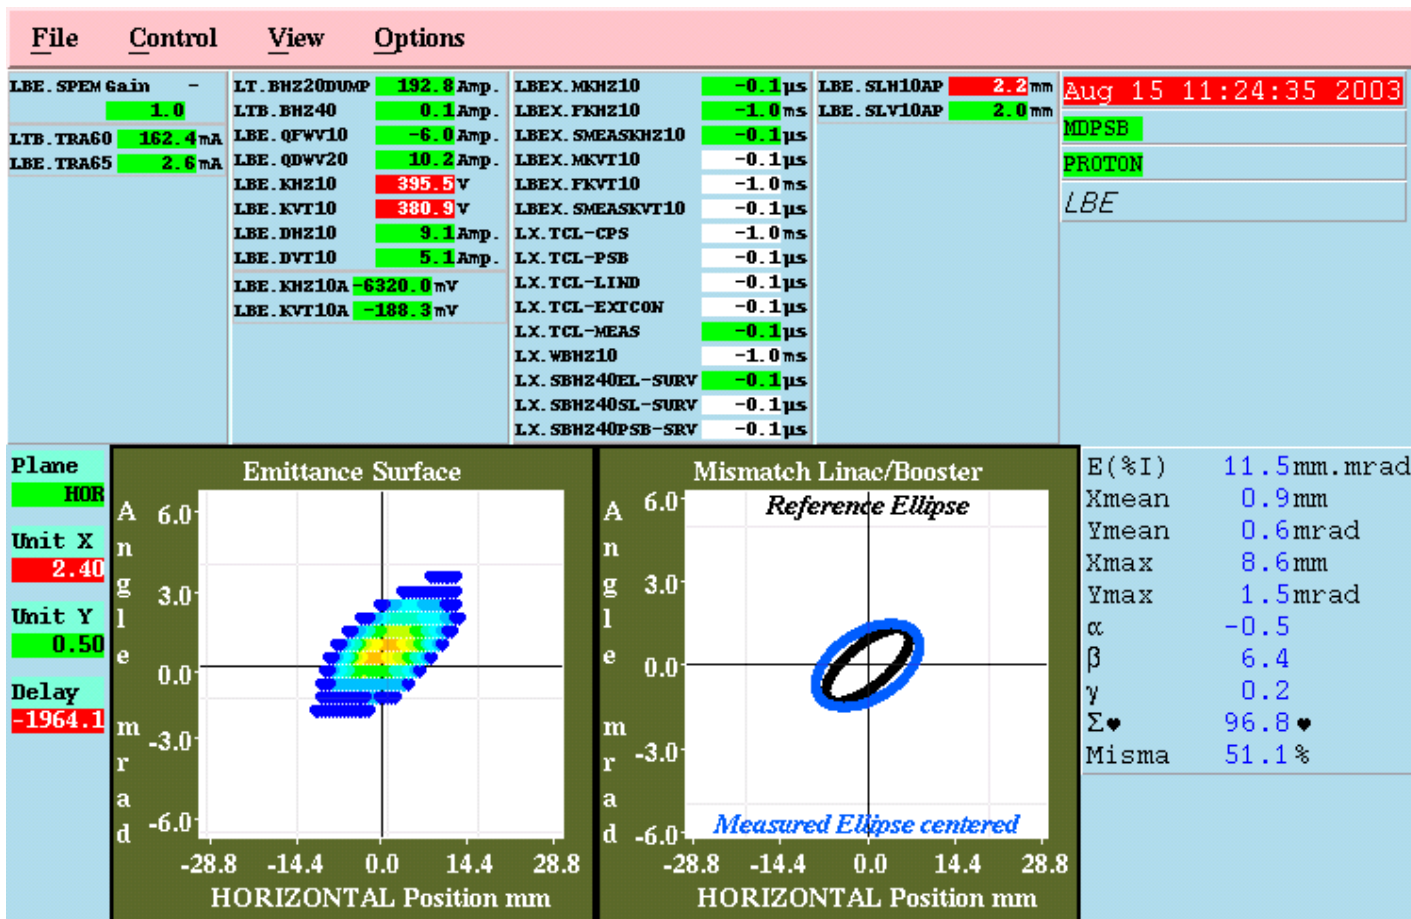 File Control View Options
LBE.SPEM Gain -
1.0
LTB.TRA60 162.4 mA
LBE.TRA65 2.6 mA
LT.BHZ20DUMP 192.8 Amp.
LTB.BHZ40 0.1 Amp.
LBE.QFWV10 -6.0 Amp.
LBE.QDWV20 10.2 Amp.
LBE.KHZ10 395.5 V
LBE.KVT10 380.9 V
LBE.DHZ10 9.1 Amp.
LBE.DVT10 5.1 Amp.
LBE.KHZ10A -6320.0 mV
LBE.KVT10A -188.3 mV
LBEX.MKHZ10 -0.1 µs
LBEX.FKHZ10 -1.0 ms
LBE.SMEASKHZ10 -0.1 µs
LBEX.MKVT10 -0.1 µs
LBEX.FKVT10 -1.0 ms
LBEX.SMEASKVT10 -0.1 µs
LX.TCL-CPS -1.0 ms
LX.TCL-PSB -0.1 µs
LX.TCL-LIND -0.1 µs
LX.TCL-EXTCON -0.1 µs
LX.TCL-MEAS -0.1 µs
LX.WBHZ10 -1.0 ms
LX.SBHZ40EL-SURV -0.1 µs
LX.SBHZ40SL-SURV -0.1 µs
LX.SBHZ40PSB-SRV -0.1 µs
LBE.SLH10AP 2.2 mm
LBE.SLV10AP 2.0 mm
Aug 15 11:24:35 2003
MDPSB
PROTON
LBE
Plane
HOR
Unit X
2.40
Unit Y
0.50
Delay
-1964.1
Emittance Surface
Angle mrad
6.0
3.0
0.0
-3.0
-6.0
-28.8 -14.4 0.0 14.4 28.8
HORIZONTAL Position mm
Mismatch Linac/Booster
Reference Ellipse
Angle mrad
6.0
3.0
0.0
-3.0
-6.0
Measured Ellipse centered
-28.8 -14.4 0.0 14.4 28.8
HORIZONTAL Position mm
E(%I) 11.5 mm.mrad
Xmean 0.9 mm
Ymean 0.6 mrad
Xmax 8.6 mm
Ymax 1.5 mrad
α -0.5
β 6.4
γ 0.2
Σ♥ 96.8 ♥
Misma 51.1 %